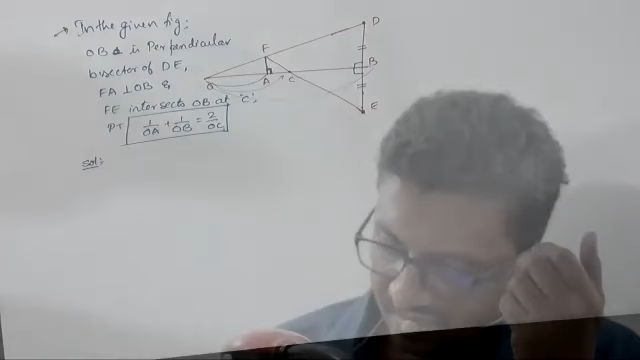 → In the given fig:
OB is Perpendicular
bisector of DE,
FA ⊥ OB &
FE intersects OB at 'C',
PT 1/OA + 1/OB = 2/OC
Sol:
D
F
B
O A C
E